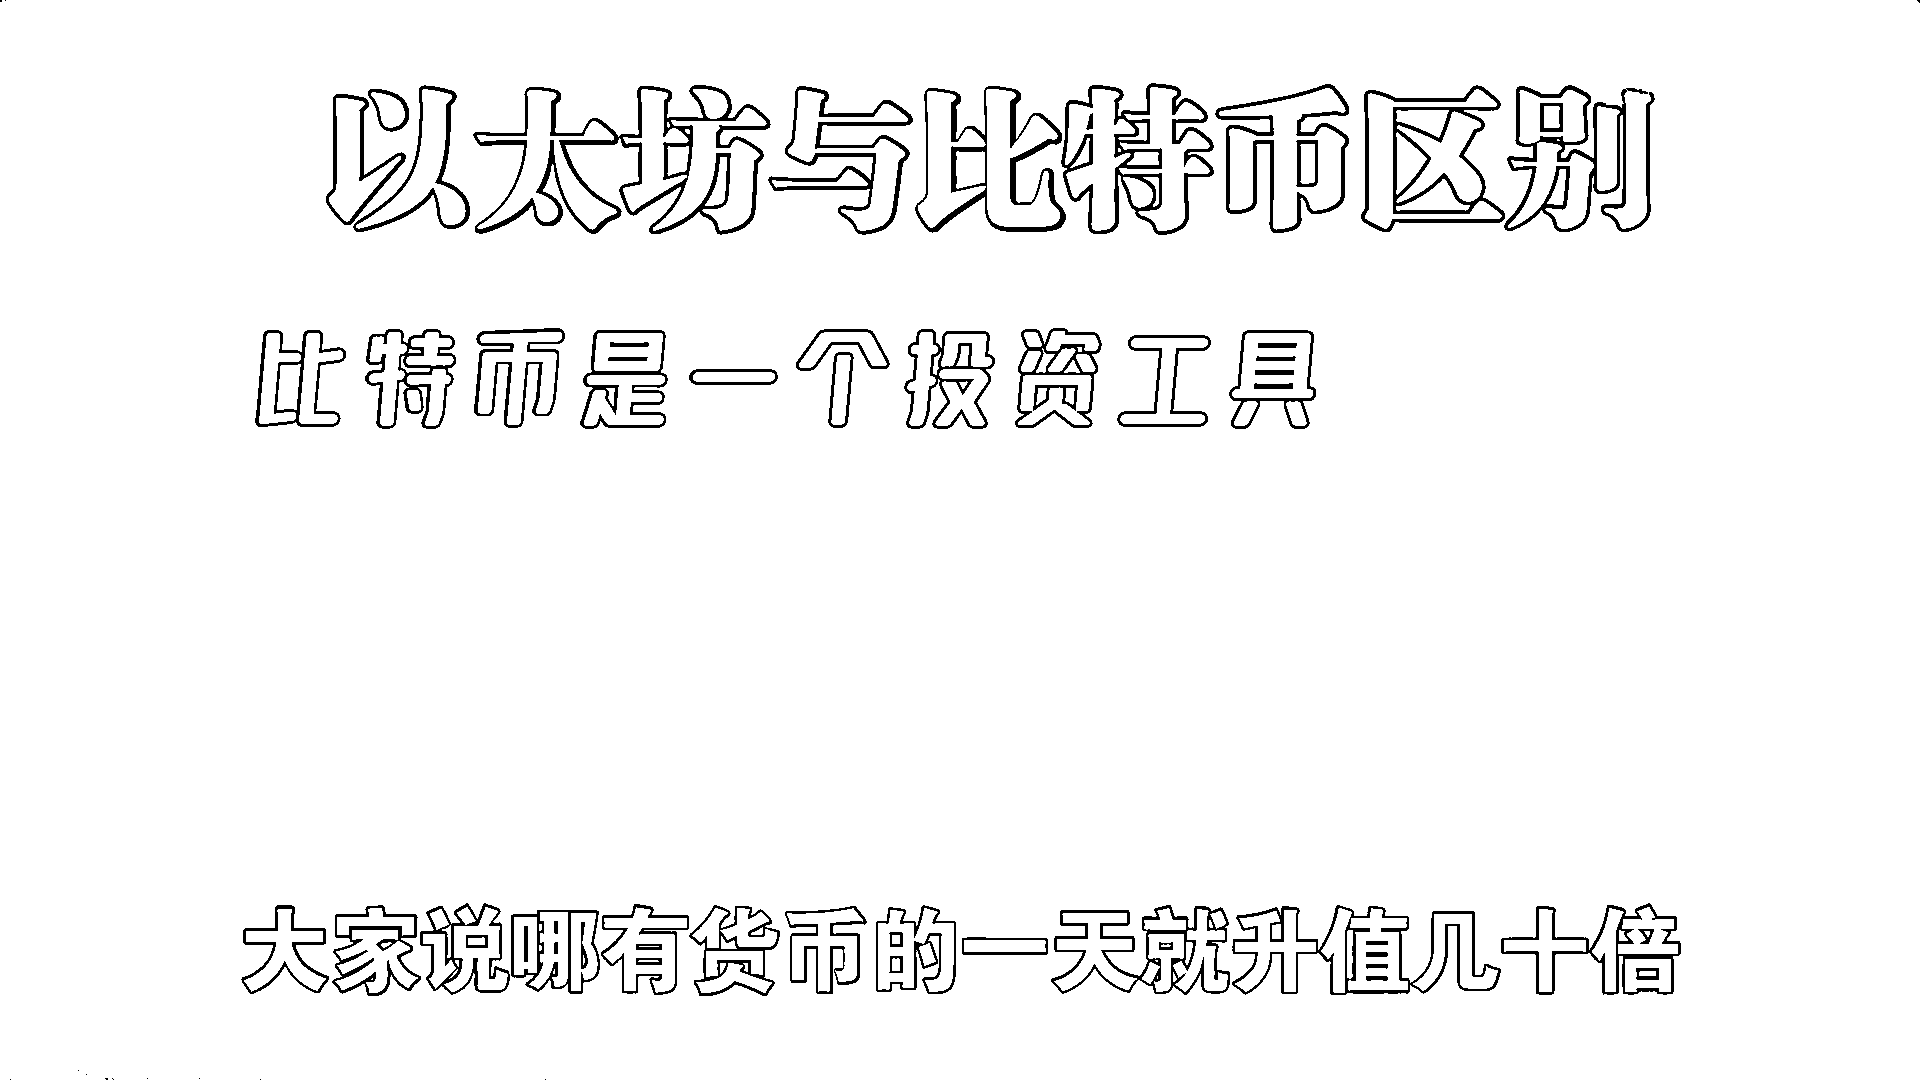 以太坊与比特币区别
比特币是一个投资工具
大家说哪有货币的一天就升值几十倍